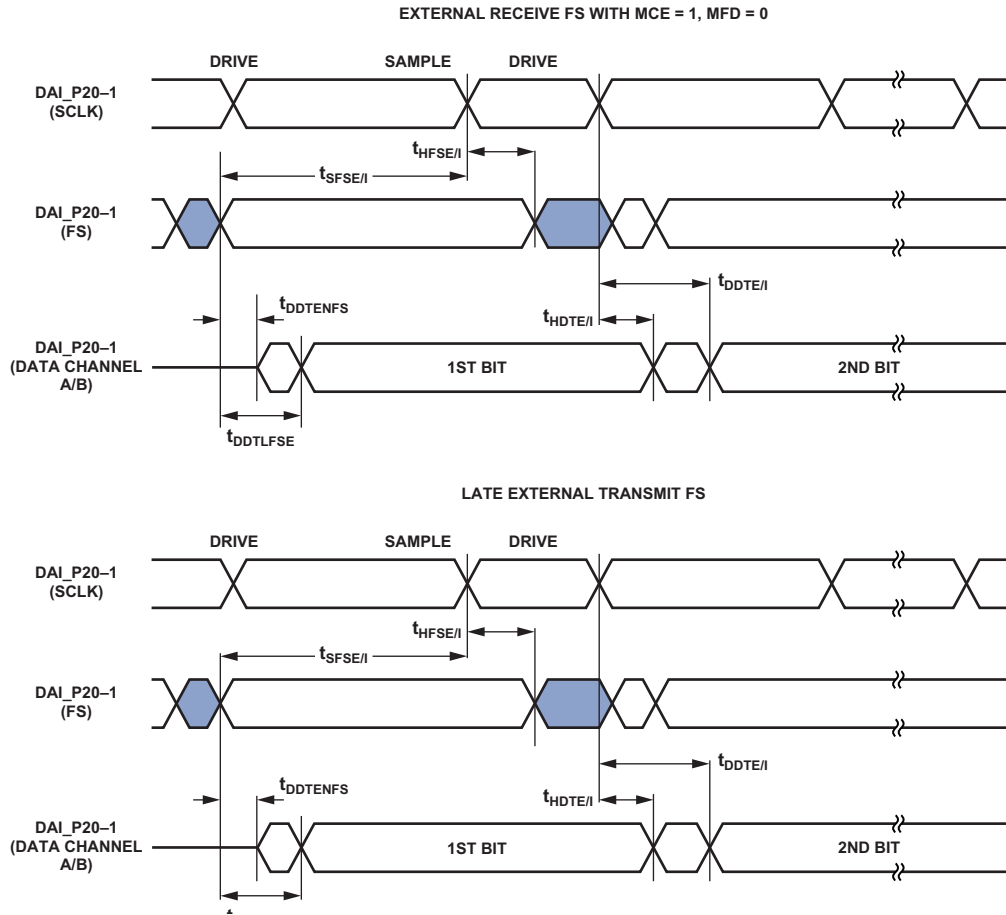 EXTERNAL RECEIVE FS WITH MCE = 1, MFD = 0
DRIVE SAMPLE DRIVE
DAI_P20–1
(SCLK)
tHFSE/I
tSFSE/I
DAI_P20–1
(FS)
tDDTE/I
tDDTENFS
tHDTE/I
DAI_P20–1
(DATA CHANNEL
A/B)
1ST BIT 2ND BIT
tDDTLFSE
LATE EXTERNAL TRANSMIT FS
DRIVE SAMPLE DRIVE
DAI_P20–1
(SCLK)
tHFSE/I
tSFSE/I
DAI_P20–1
(FS)
tDDTE/I
tDDTENFS
tHDTE/I
DAI_P20–1
(DATA CHANNEL
A/B)
1ST BIT 2ND BIT